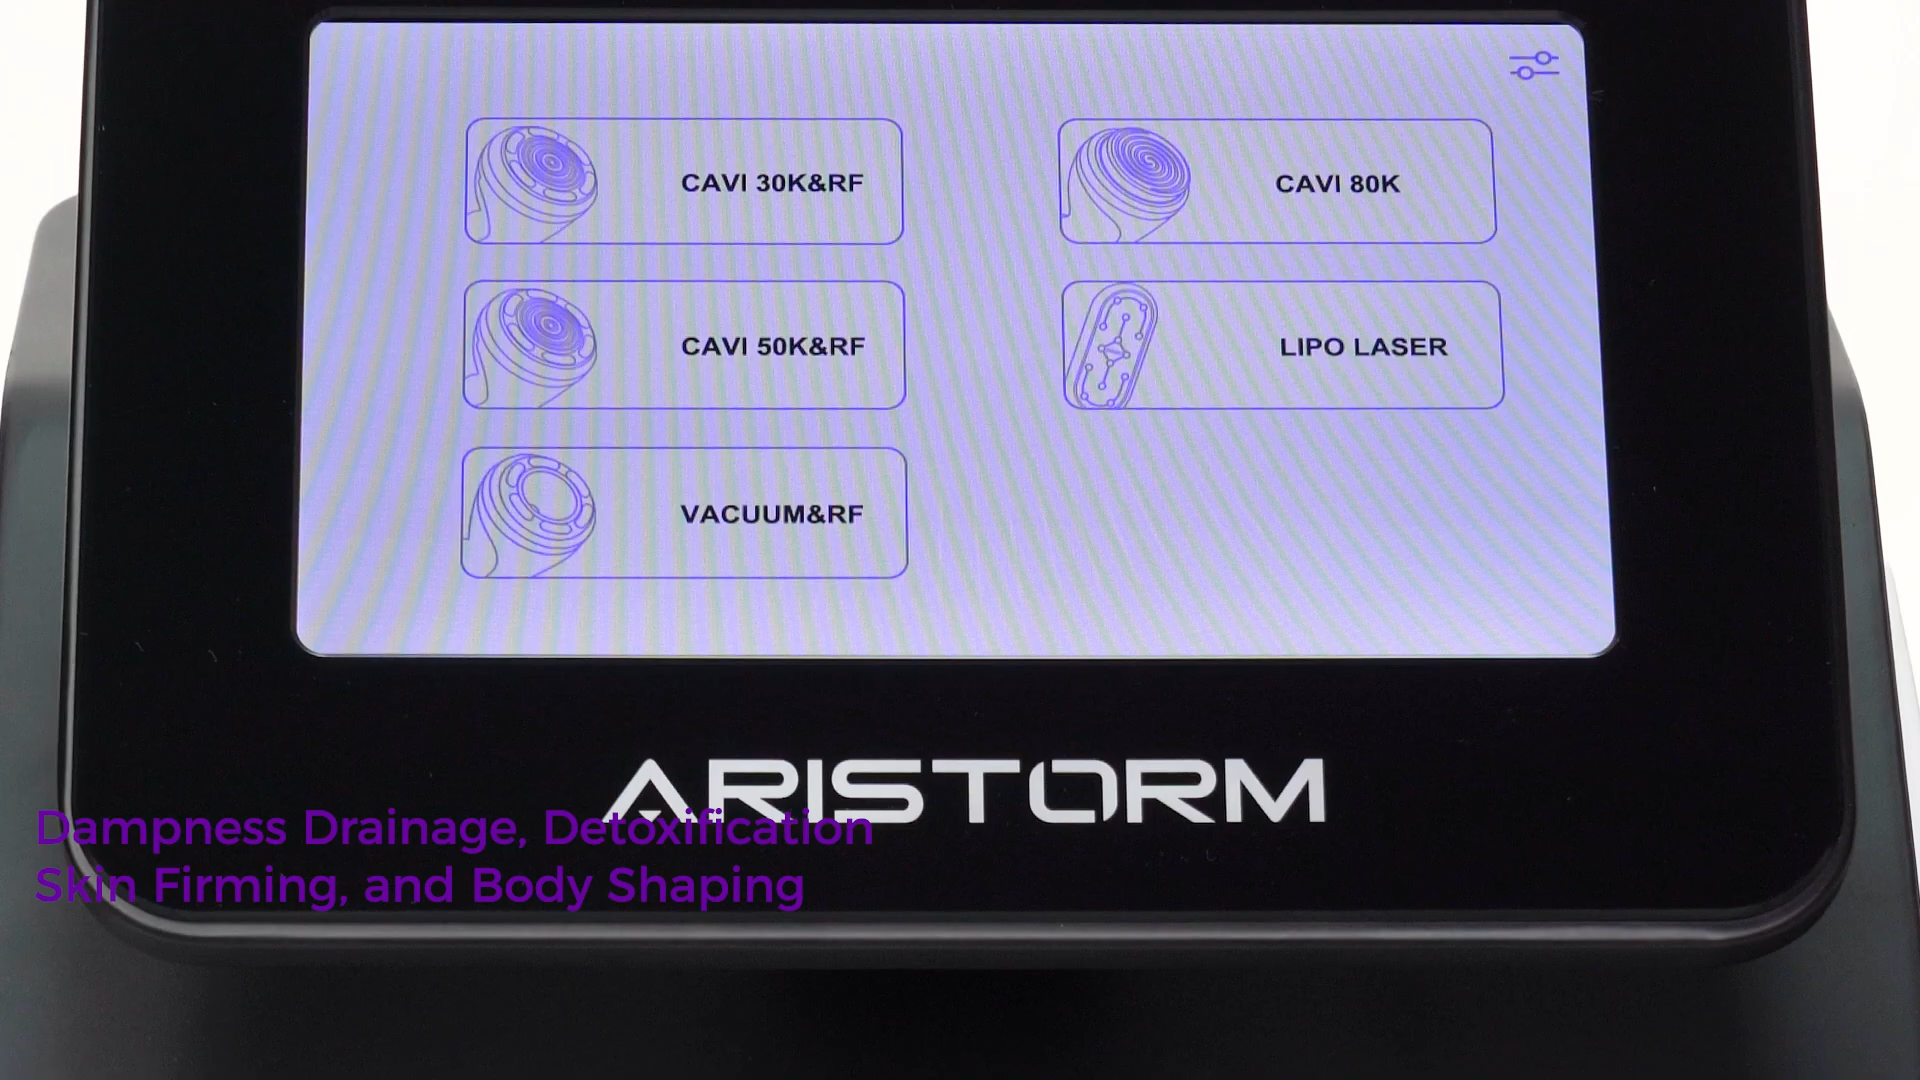 CAVI 30K&RF
CAVI 80K
CAVI 50K&RF
LIPO LASER
VACUUM&RF
ARISTORM
Dampness Drainage, Detoxification
Skin Firming, and Body Shaping